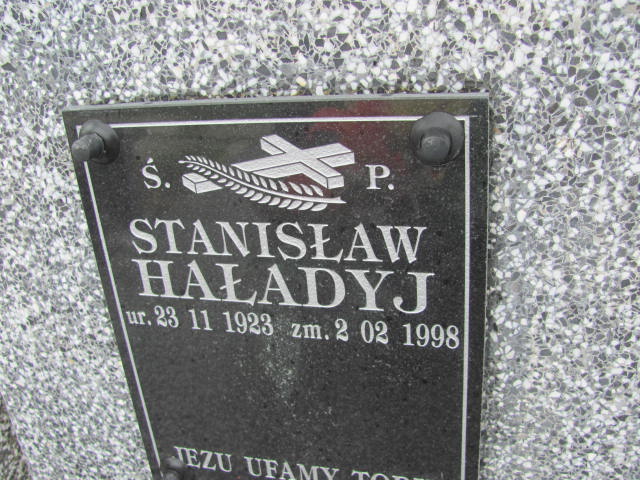 Ś. P.
STANISŁAW
HAŁADYJ
ur. 23 11 1923 zm. 2 02 1998
JEZU UFAMY